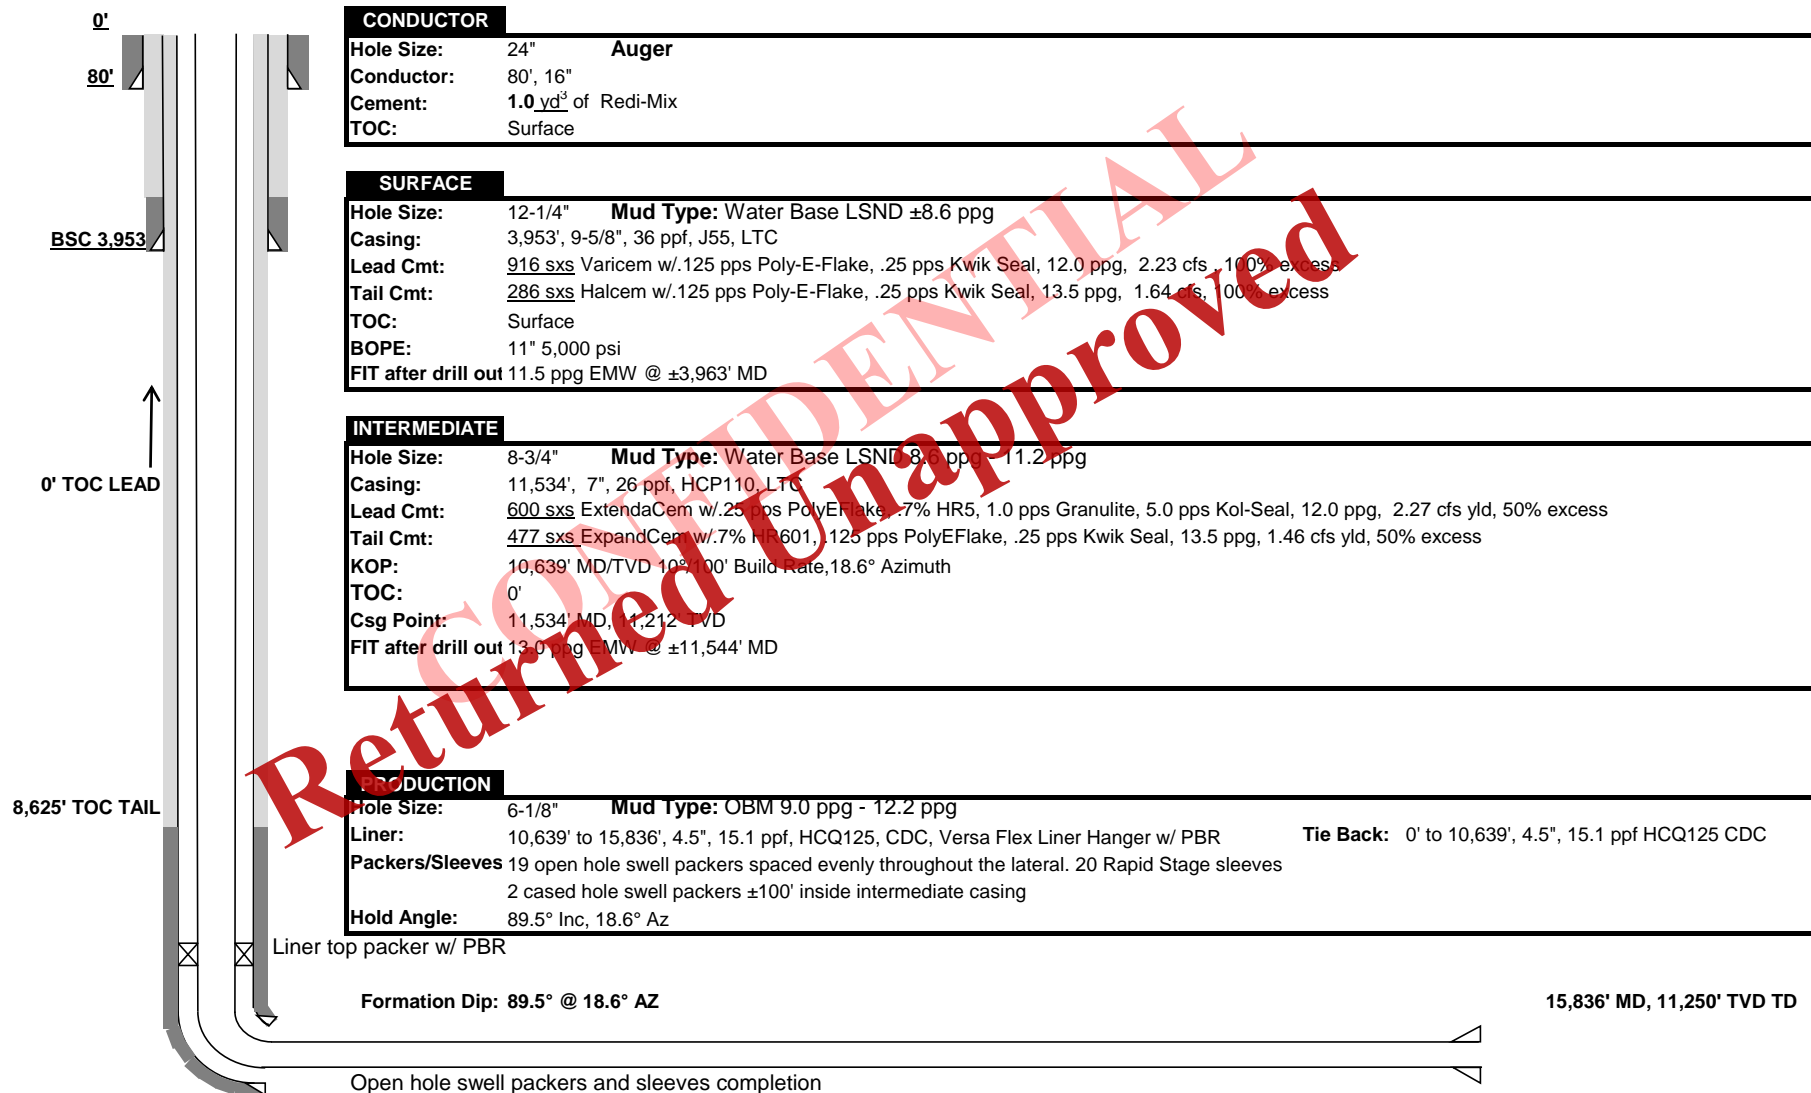 0'
80'
BSC 3,953
0' TOC LEAD
8,625' TOC TAIL
CONDUCTOR
Hole Size: 24" Auger
Conductor: 80', 16"
Cement: 1.0 yd³ of Redi-Mix
TOC: Surface
SURFACE
Hole Size: 12-1/4" Mud Type: Water Base LSND ±8.6 ppg
Casing: 3,953', 9-5/8", 36 ppf, J55, LTC
Lead Cmt: 916 sxs Varicem w/.125 pps Poly-E-Flake, .25 pps Kwik Seal, 12.0 ppg, 2.23 cfs , 100% excess
Tail Cmt: 286 sxs Halcem w/.125 pps Poly-E-Flake, .25 pps Kwik Seal, 13.5 ppg, 1.64 cfs, 100% excess
TOC: Surface
BOPE: 11" 5,000 psi
FIT after drill out 11.5 ppg EMW @ ±3,963' MD
INTERMEDIATE
Hole Size: 8-3/4" Mud Type: Water Base LSND 8.6 ppg - 11.2 ppg
Casing: 11,534', 7", 26 ppf, HCP110, LTC
Lead Cmt: 600 sxs ExtendaCem w/.25 pps PolyEFlake, .7% HR5, 1.0 pps Granulite, 5.0 pps Kol-Seal, 12.0 ppg, 2.27 cfs yld, 50% excess
Tail Cmt: 477 sxs ExpandCem w/.7% HR601, .125 pps PolyEFlake, .25 pps Kwik Seal, 13.5 ppg, 1.46 cfs yld, 50% excess
KOP: 10,639' MD/TVD 10°/100' Build Rate,18.6° Azimuth
TOC: 0'
Csg Point: 11,534' MD, 11,212' TVD
FIT after drill out 13.0 ppg EMW @ ±11,544' MD
PRODUCTION
Hole Size: 6-1/8" Mud Type: OBM 9.0 ppg - 12.2 ppg
Liner: 10,639' to 15,836', 4.5", 15.1 ppf, HCQ125, CDC, Versa Flex Liner Hanger w/ PBR Tie Back: 0' to 10,639', 4.5", 15.1 ppf HCQ125 CDC
Packers/Sleeves 19 open hole swell packers spaced evenly throughout the lateral. 20 Rapid Stage sleeves
2 cased hole swell packers ±100' inside intermediate casing
Hold Angle: 89.5° Inc, 18.6° Az
Liner top packer w/ PBR
Formation Dip: 89.5° @ 18.6° AZ
15,836' MD, 11,250' TVD TD
Open hole swell packers and sleeves completion
CONFIDENTIAL
Returned Unapproved